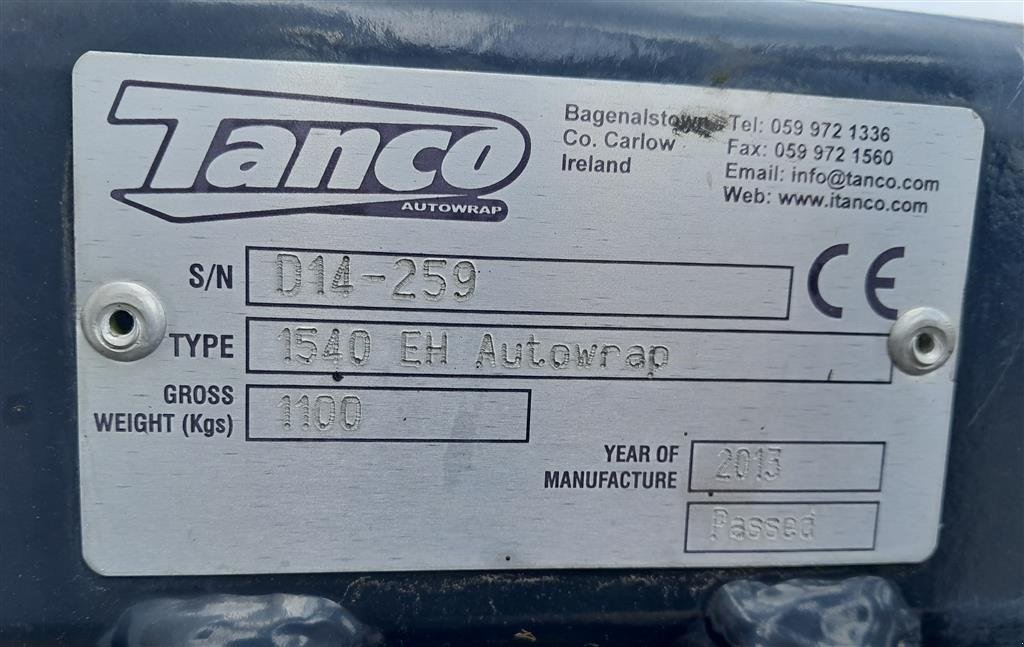 Tanco
AUTOWRAP
Bagenalstown
Co. Carlow
Ireland
Tel: 059 972 1336
Fax: 059 972 1560
Email: info@tanco.com
Web: www.itanco.com
S/N D14-259
CE
TYPE 1540 EH Autowrap
GROSS
WEIGHT (Kgs) 1100
YEAR OF
MANUFACTURE 2013
Passed